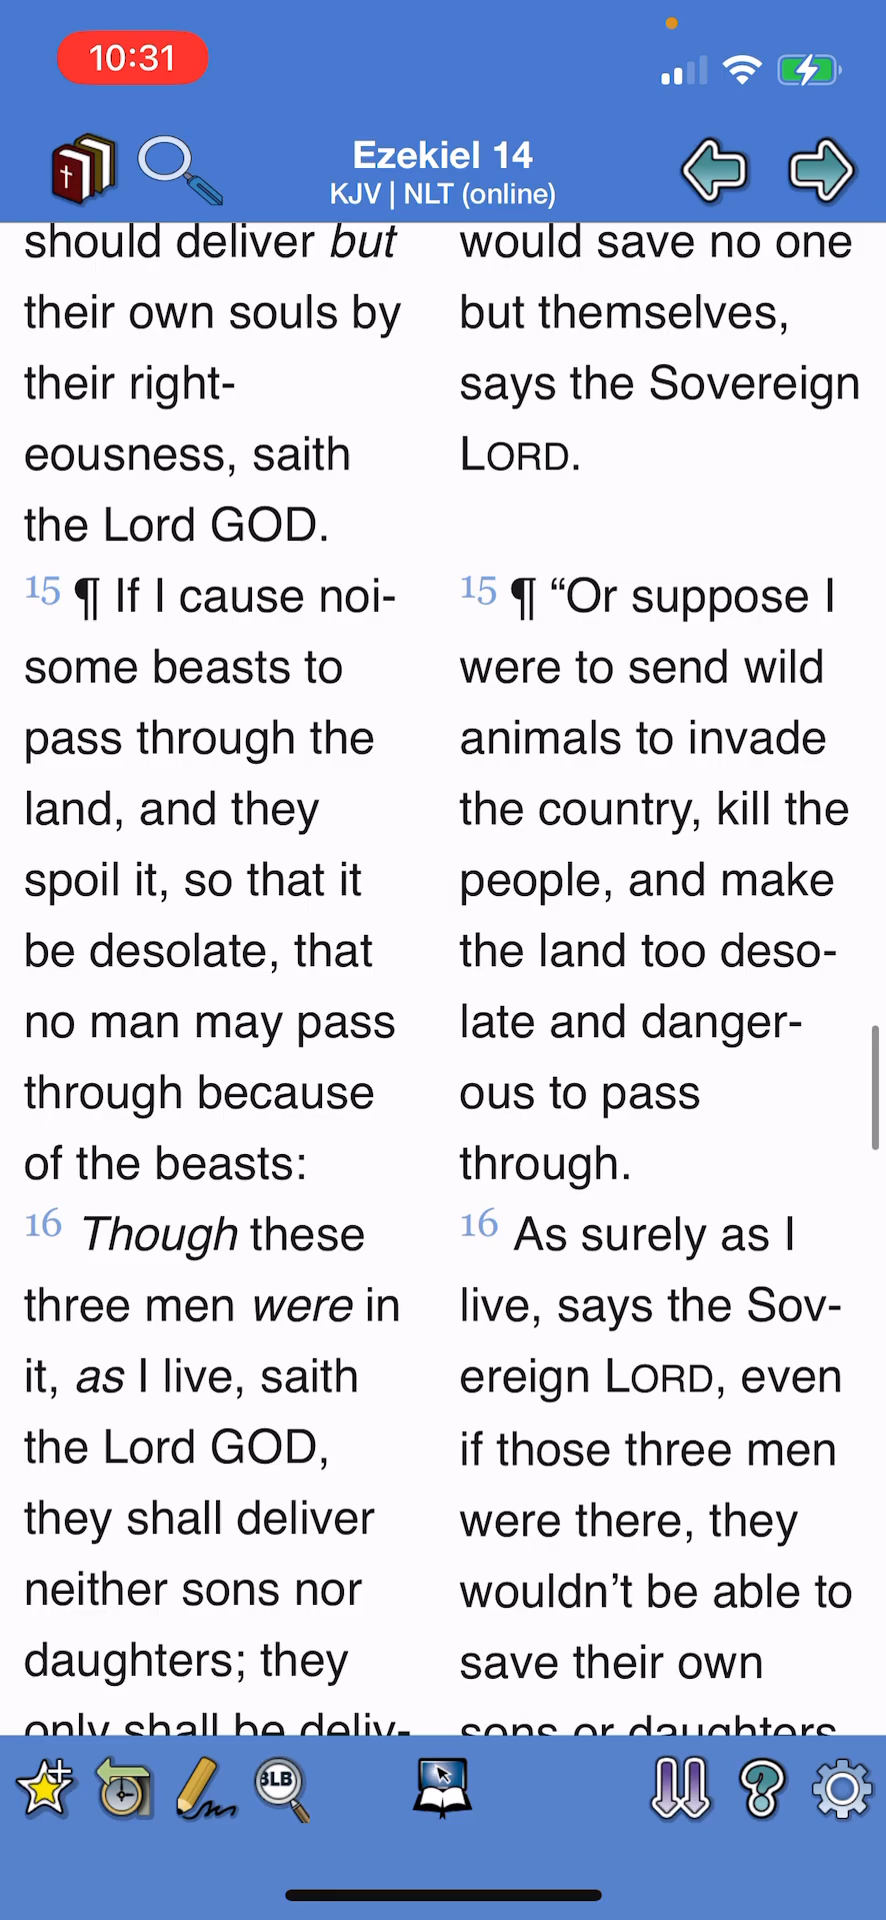 10:31
Ezekiel 14
KJV | NLT (online)
should deliver but
their own souls by
their right-
eousness, saith
the Lord GOD.
15 ¶ If I cause noi-
some beasts to
pass through the
land, and they
spoil it, so that it
be desolate, that
no man may pass
through because
of the beasts:
16 Though these
three men were in
it, as I live, saith
the Lord GOD,
they shall deliver
neither sons nor
daughters; they
only shall be deliv-
would save no one
but themselves,
says the Sovereign
LORD.
15 ¶ “Or suppose I
were to send wild
animals to invade
the country, kill the
people, and make
the land too deso-
late and danger-
ous to pass
through.
16 As surely as I
live, says the Sov-
ereign LORD, even
if those three men
were there, they
wouldn’t be able to
save their own
sons or daughters
BLB